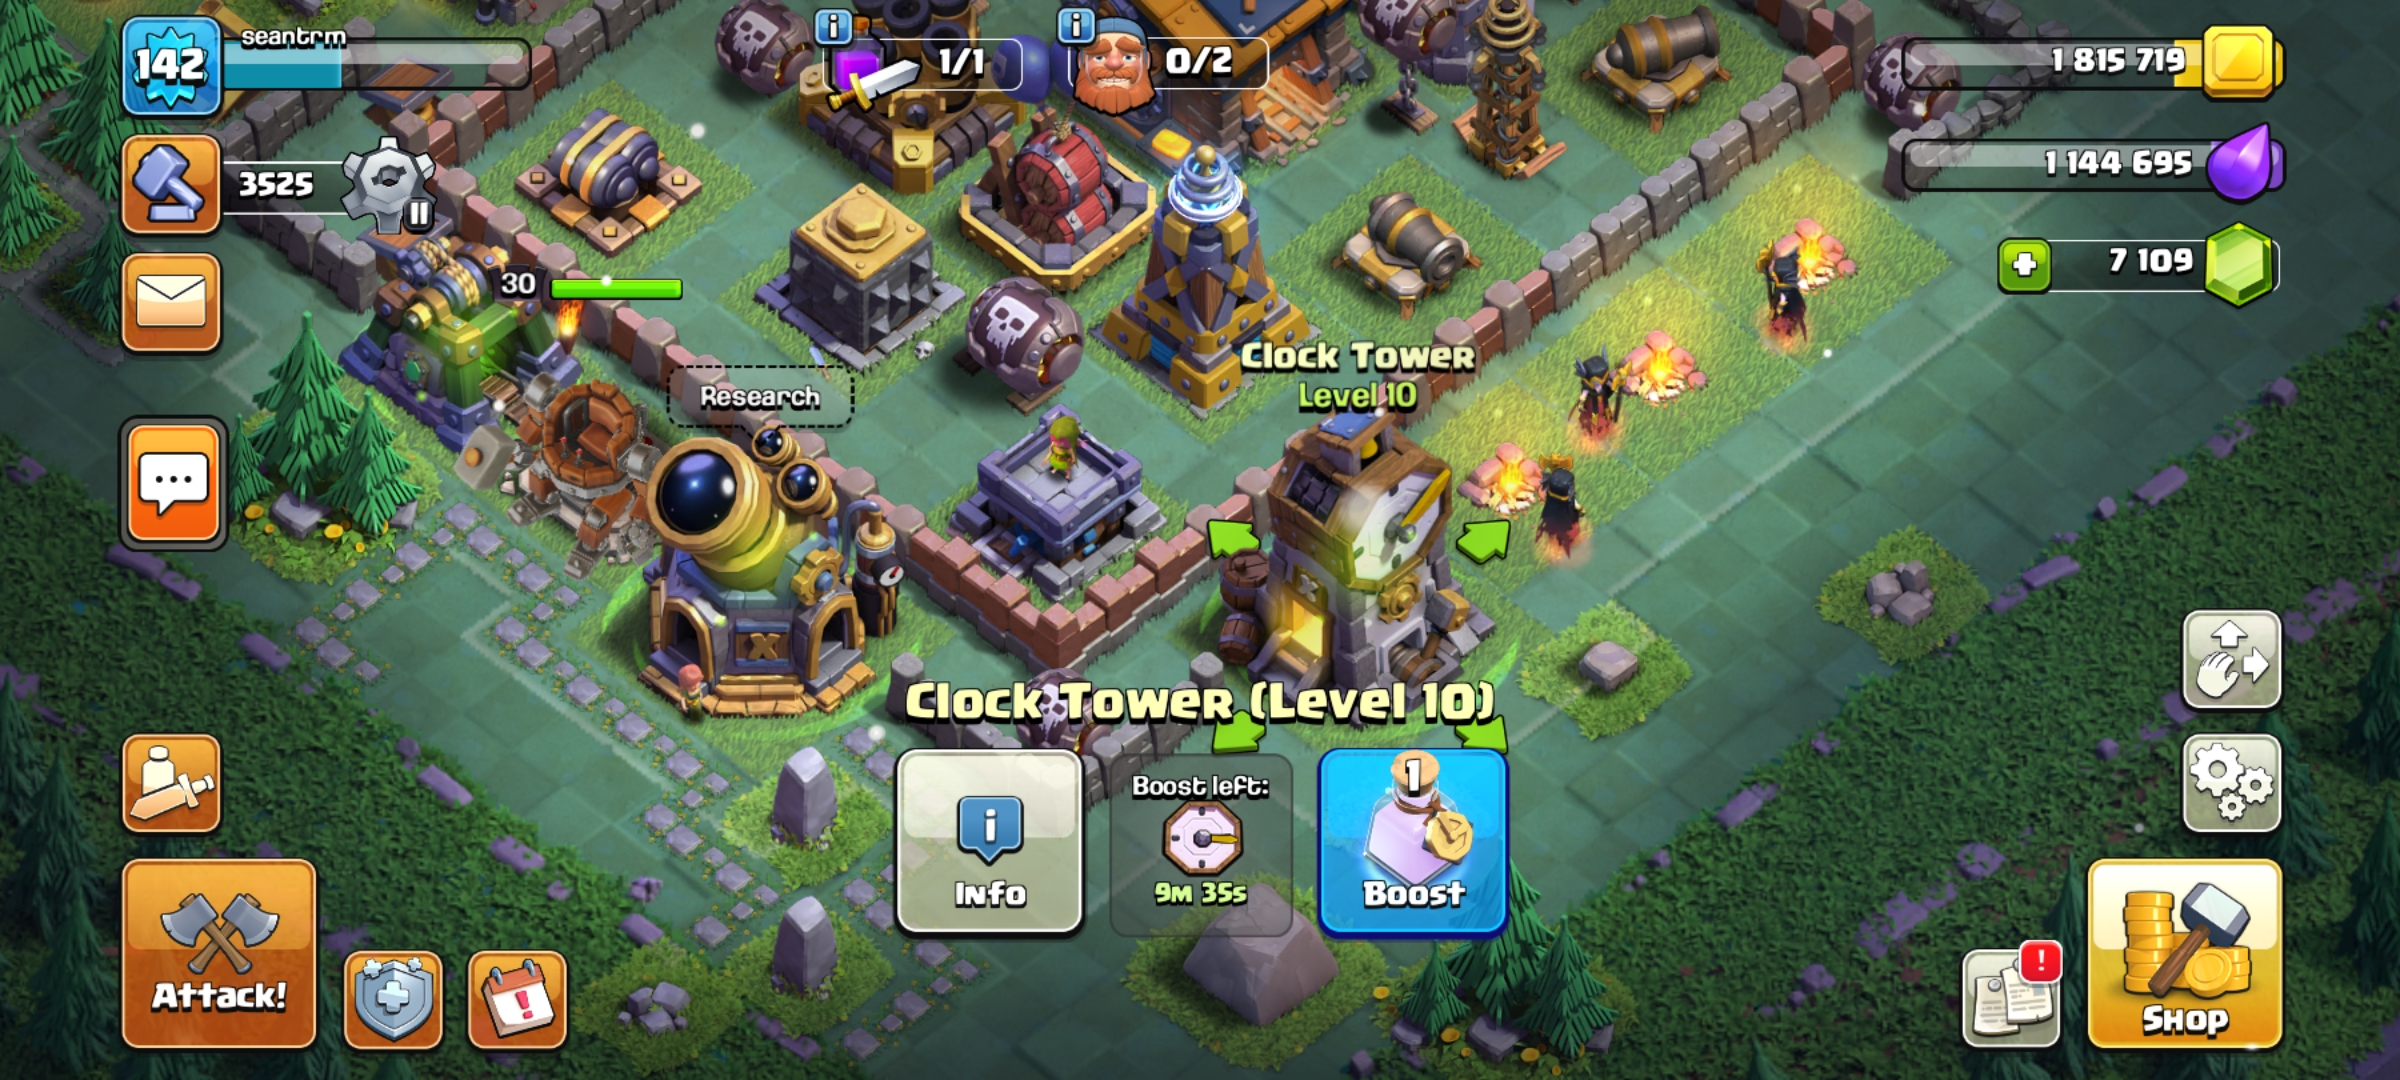 142
seantrm
1/1
0/2
1 815 719
3525
1 144 695
7 109
30
Research
Clock Tower
Level 10
Clock Tower (Level 10)
Info
Boost left:
9M 35s
1
Boost
Attack!
!
Shop